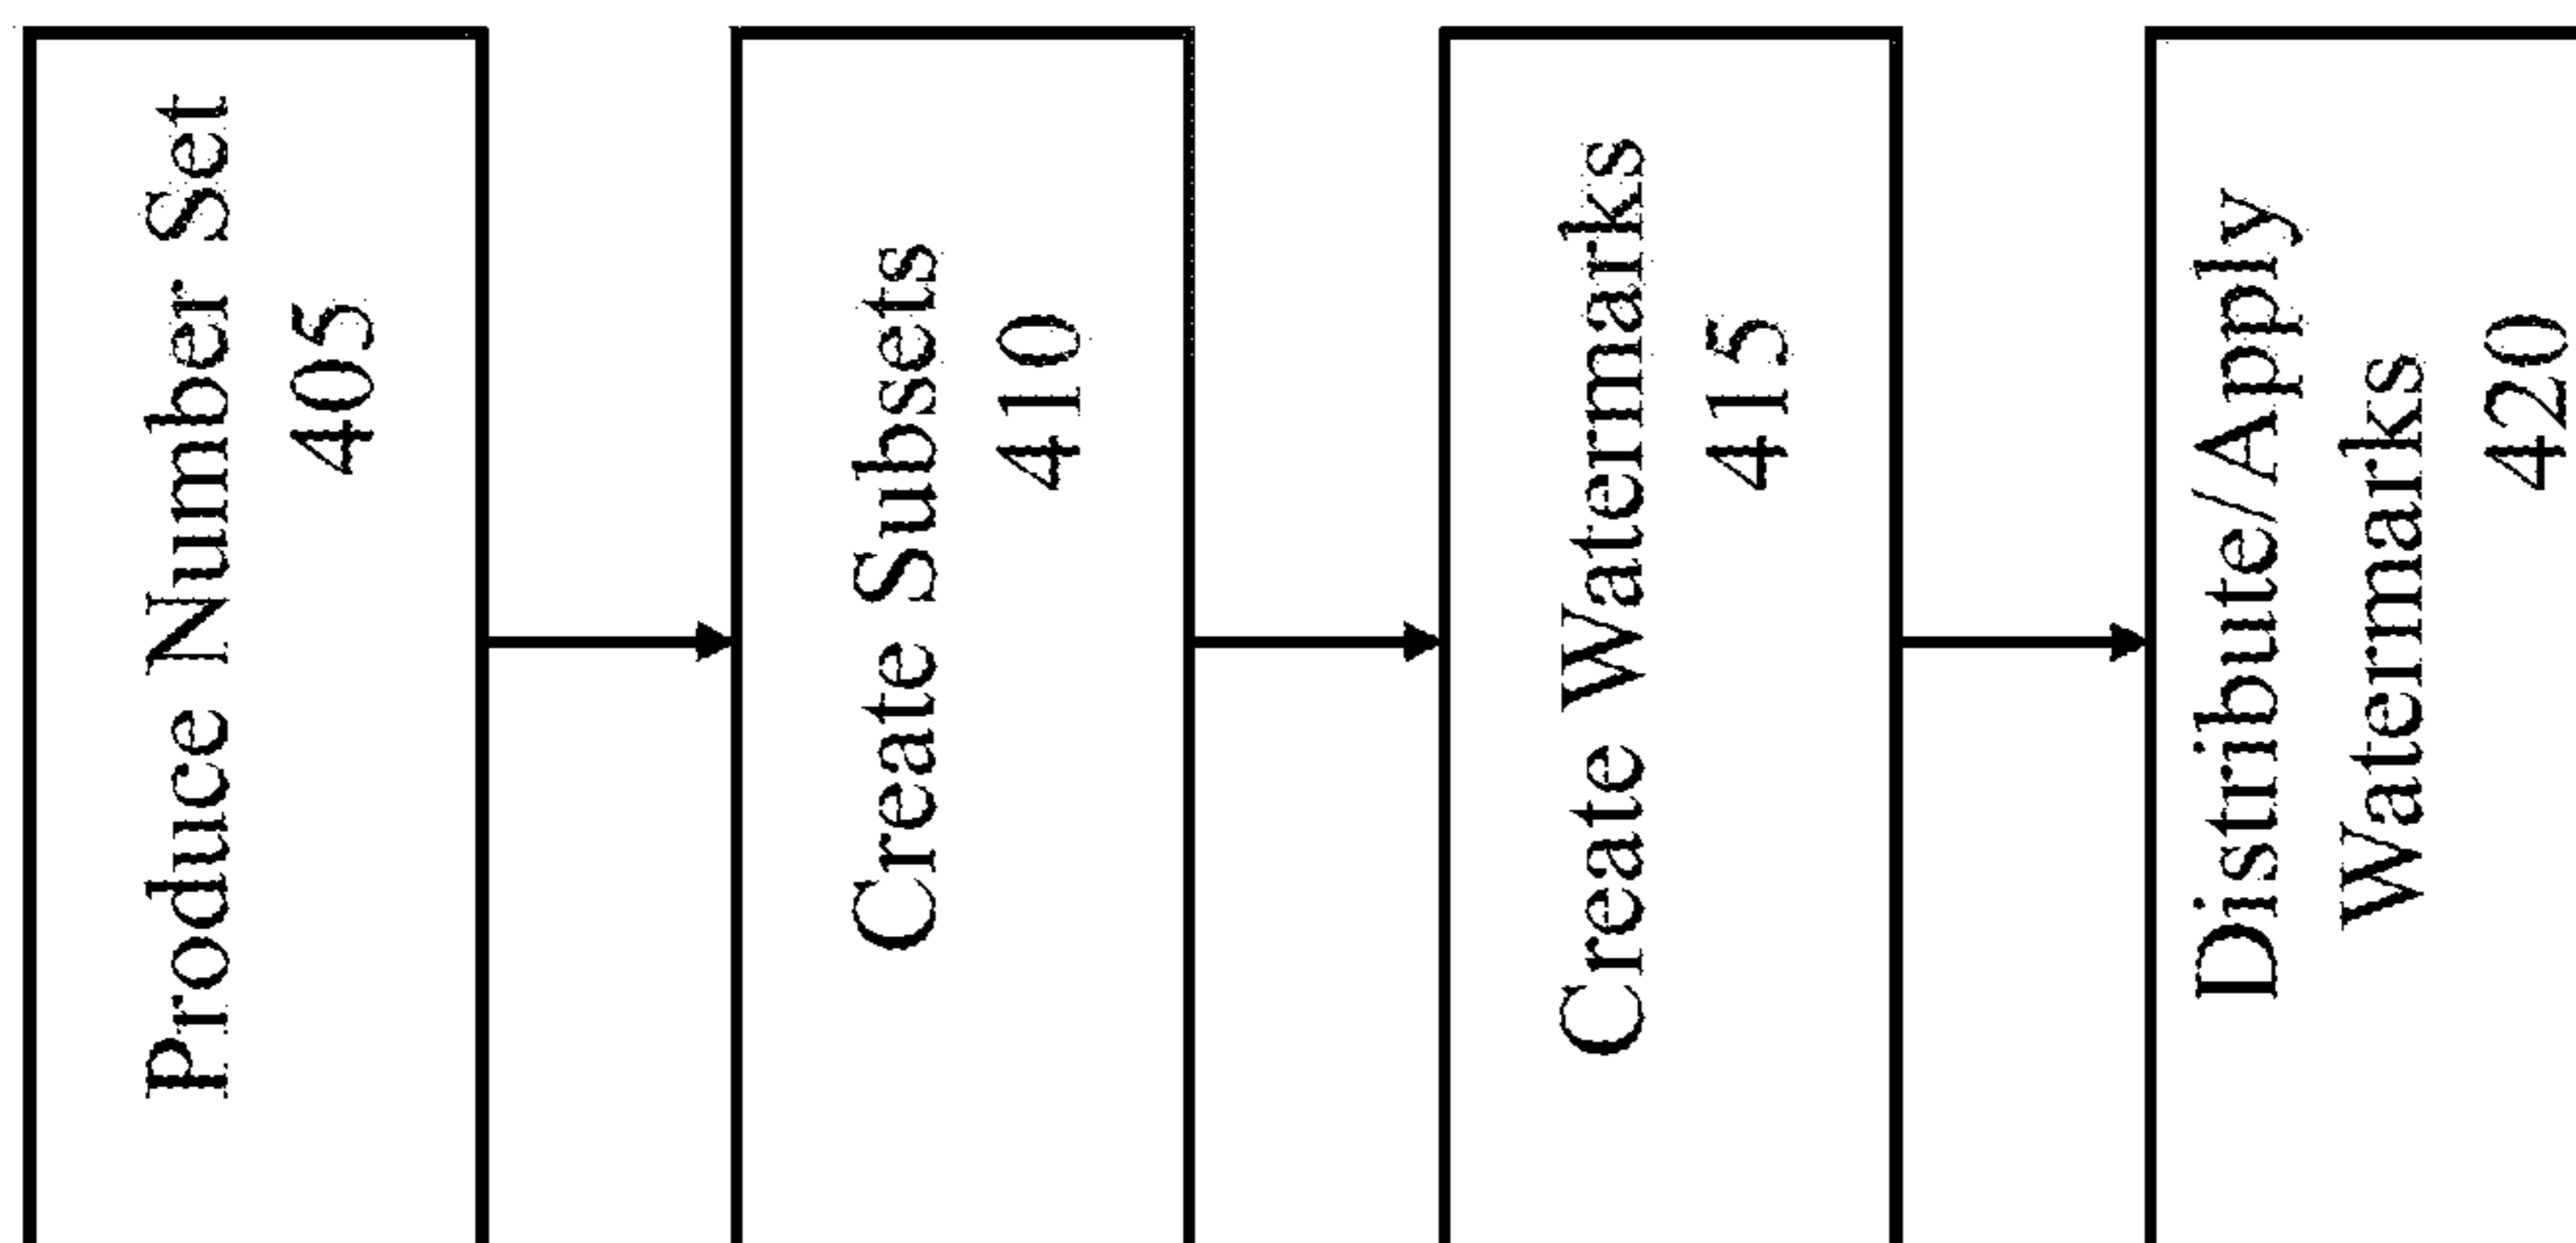 Produce Number Set
405
Create Subsets
410
Create Watermarks
415
Distribute/Apply
Watermarks
420